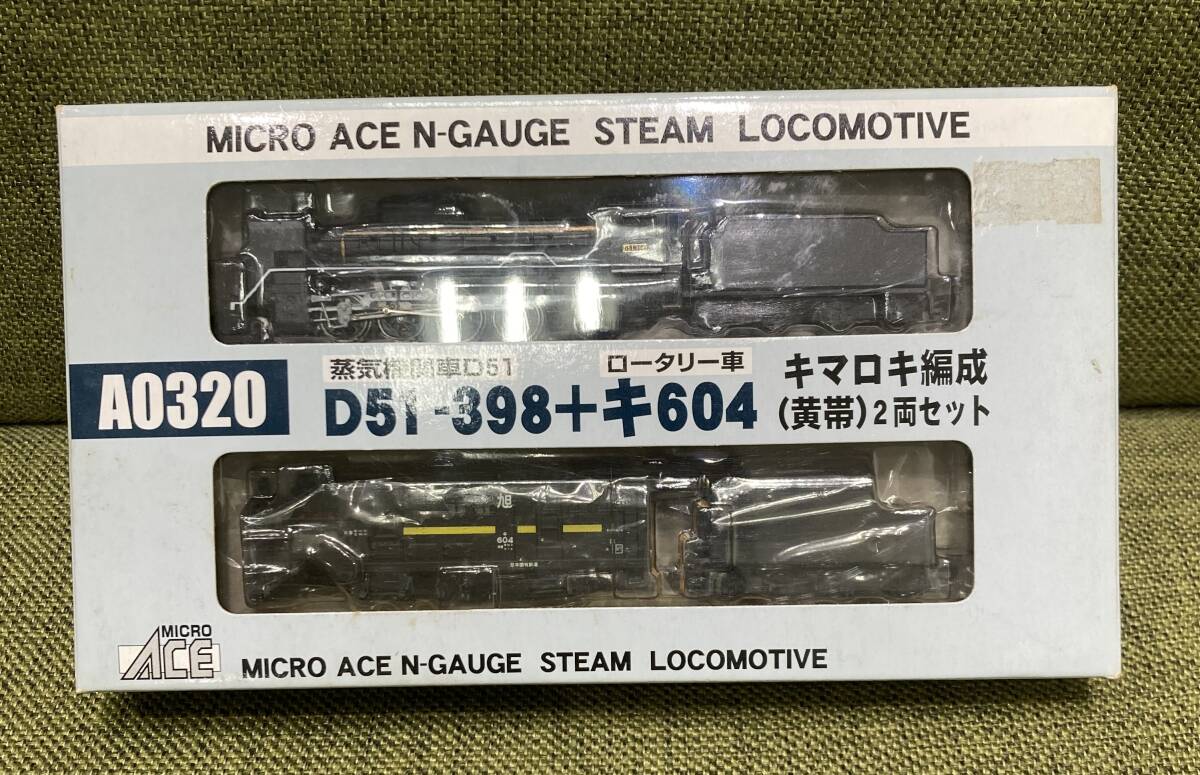 MICRO ACE N-GAUGE STEAM LOCOMOTIVE
A0320
蒸気機関車D51
ロータリー車
D51-398+キ604
キマロキ編成
(黄帯)2両セット
旭
604
MICRO
ACE
MICRO ACE N-GAUGE STEAM LOCOMOTIVE